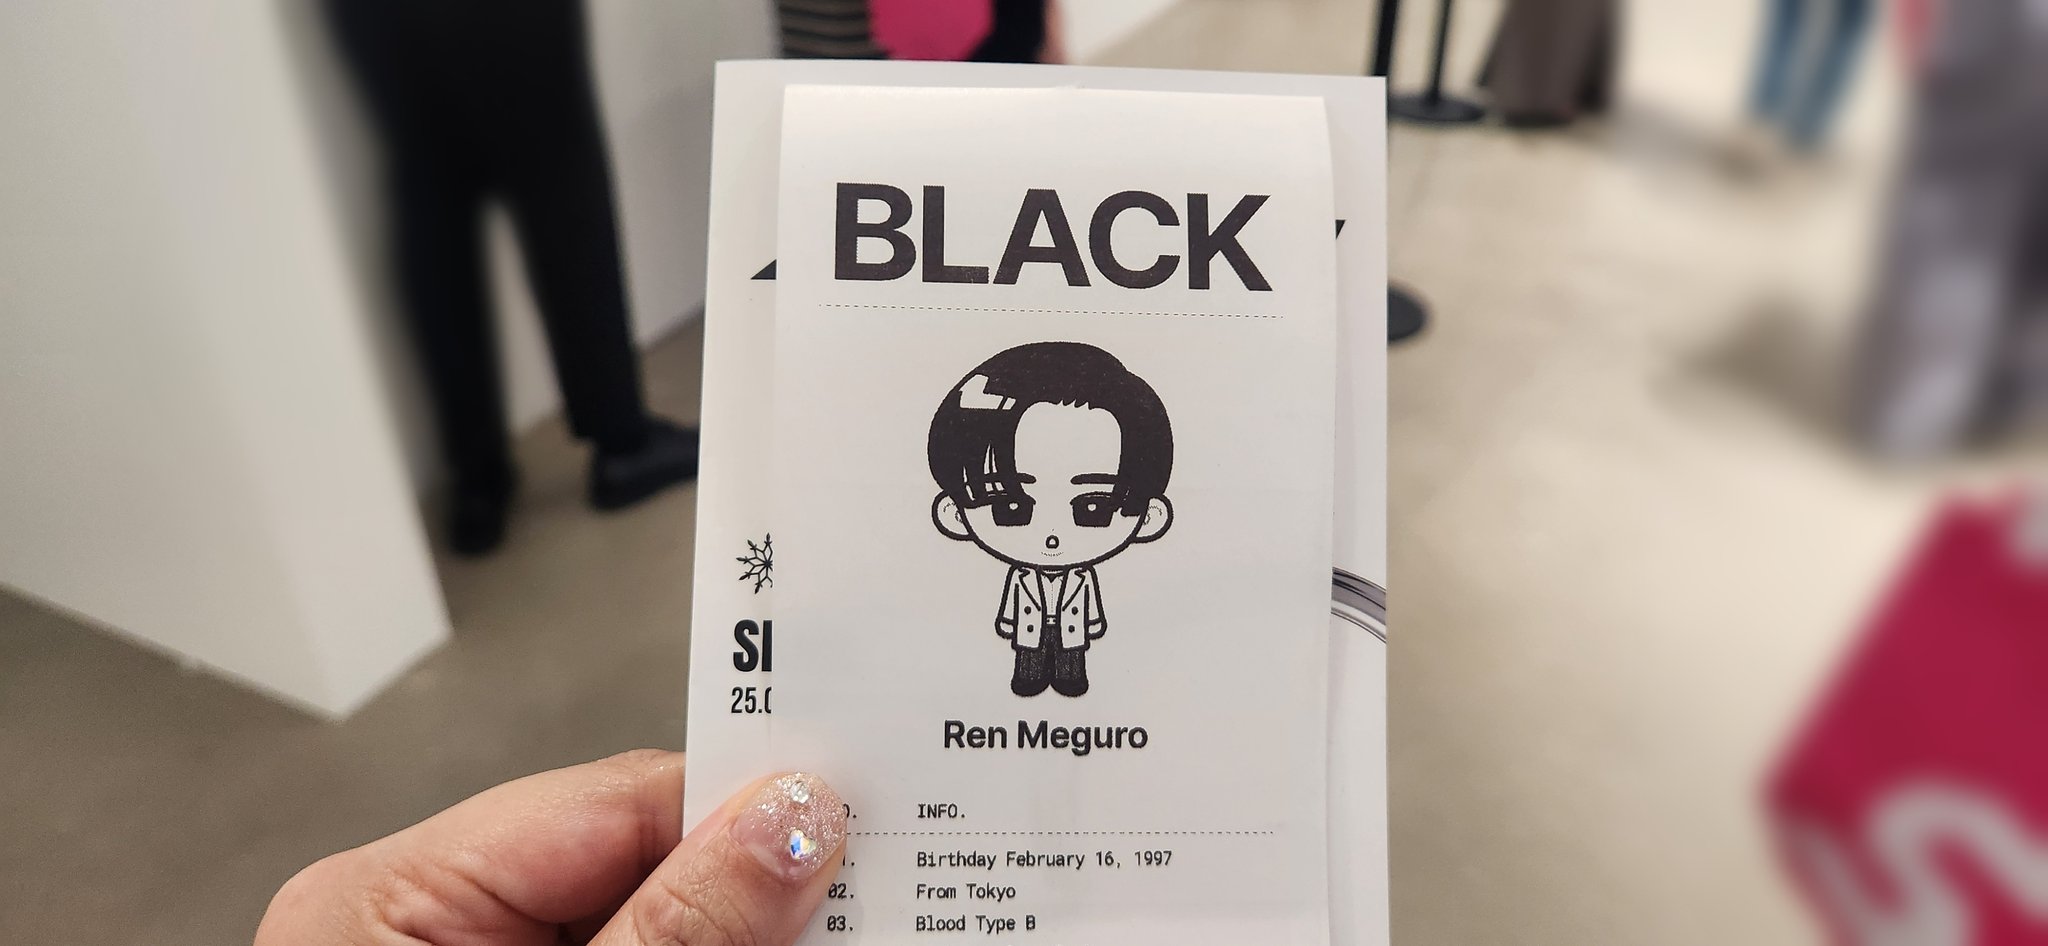 BLACK
Ren Meguro
INFO.
Birthday February 16, 1997
02. From Tokyo
03. Blood Type B